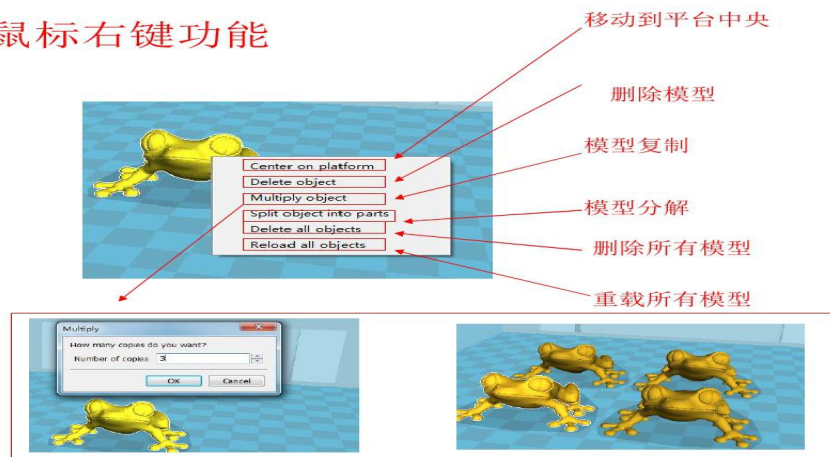 鼠标右键功能
移动到平台中央
删除模型
模型复制
模型分解
删除所有模型
重载所有模型
Center on platform
Delete object
Multiply object
Split object into parts
Delete all objects
Reload all objects
Multiply
How many copies do you want?
Number of copies 3
OK Cancel